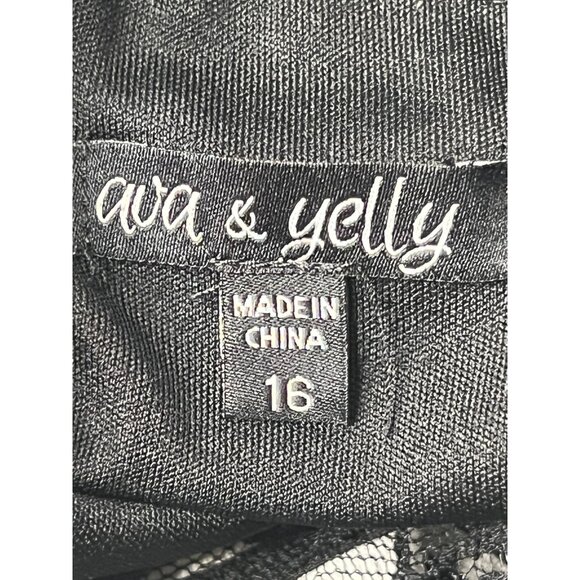 ava & yelly
MADE IN
CHINA
16